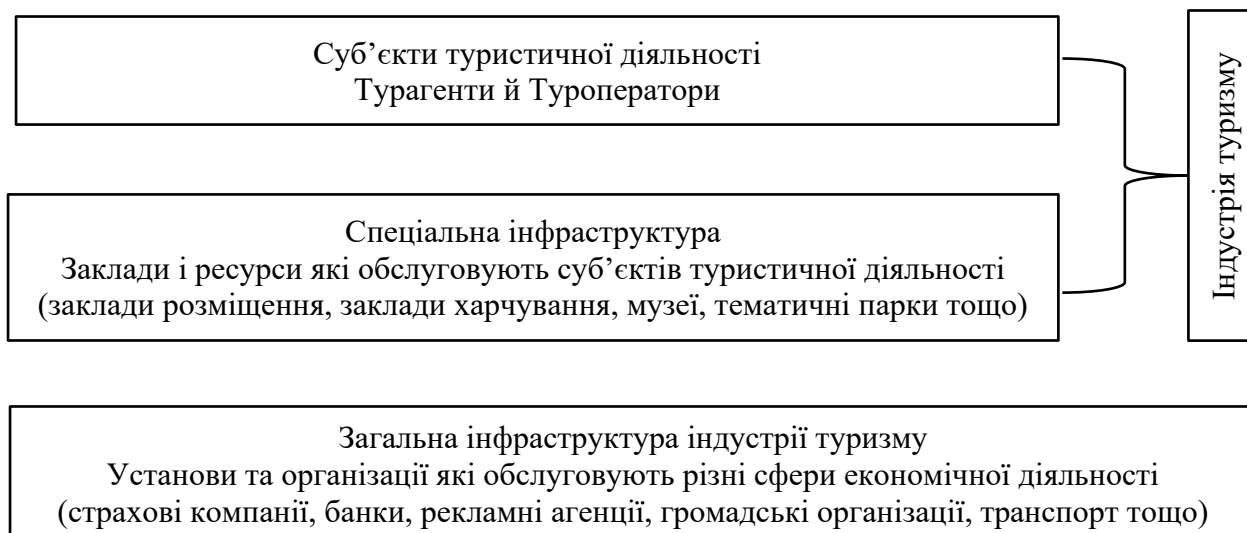 Суб’єкти туристичної діяльності
Турагенти й Туроператори
Індустрія туризму
Спеціальна інфраструктура
Заклади і ресурси які обслуговують суб’єктів туристичної діяльності
(заклади розміщення, заклади харчування, музеї, тематичні парки тощо)
Загальна інфраструктура індустрії туризму
Установи та організації які обслуговують різні сфери економічної діяльності
(страхові компанії, банки, рекламні агенції, громадські організації, транспорт тощо)